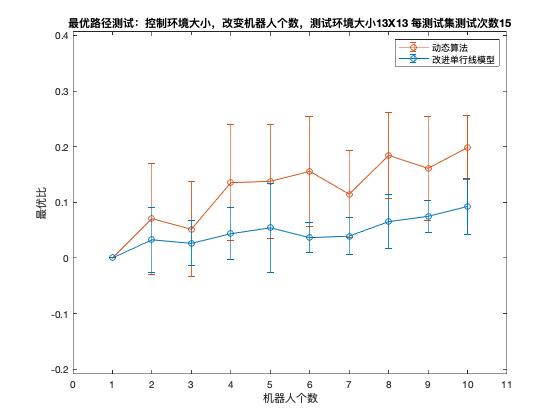 最优路径测试：控制环境大小，改变机器人个数，测试环境大小13X13 每测试集测试次数15
动态算法
改进单行线模型
0.4
0.3
0.2
0.1
0
-0.1
-0.2
最优比
0 1 2 3 4 5 6 7 8 9 10 11
机器人个数